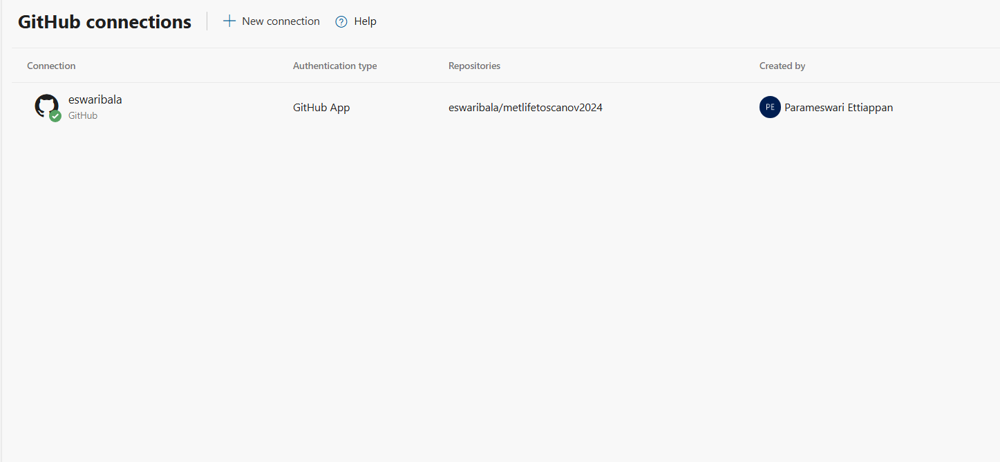 GitHub connections
New connection
Help
Connection
Authentication type
Repositories
Created by
eswaribala
GitHub
GitHub App
eswaribala/metlifetoscanov2024
PE
Parameswari Ettiappan